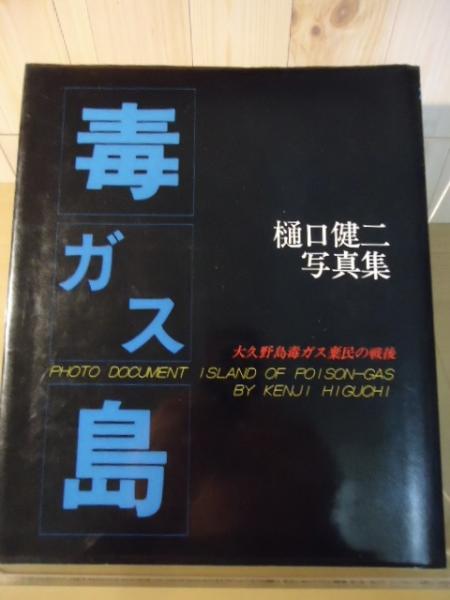 毒
ガス
島
樋口健二
写真集
大久野島毒ガス棄民の戦後
PHOTO DOCUMENT ISLAND OF POISON-GAS
BY KENJI HIGUCHI